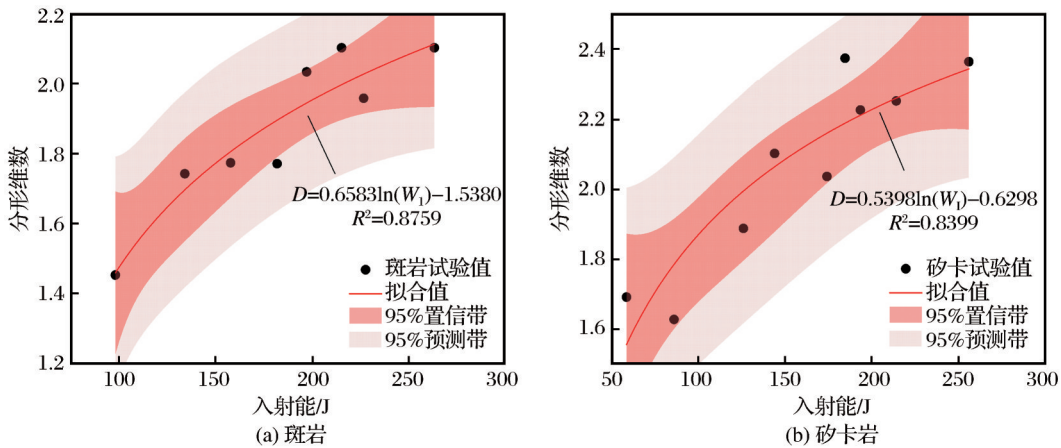 2.2
2.0
1.8
1.6
1.4
1.2
分形维数
100
150
200
250
300
入射能/J
D=0.6583ln(W₁)−1.5380
R²=0.8759
斑岩试验值
拟合值
95%置信带
95%预测带
(a) 斑岩
2.4
2.2
2.0
1.8
1.6
分形维数
50
100
150
200
250
300
入射能/J
D=0.5398ln(W₁)−0.6298
R²=0.8399
矽卡试验值
拟合值
95%置信带
95%预测带
(b) 矽卡岩